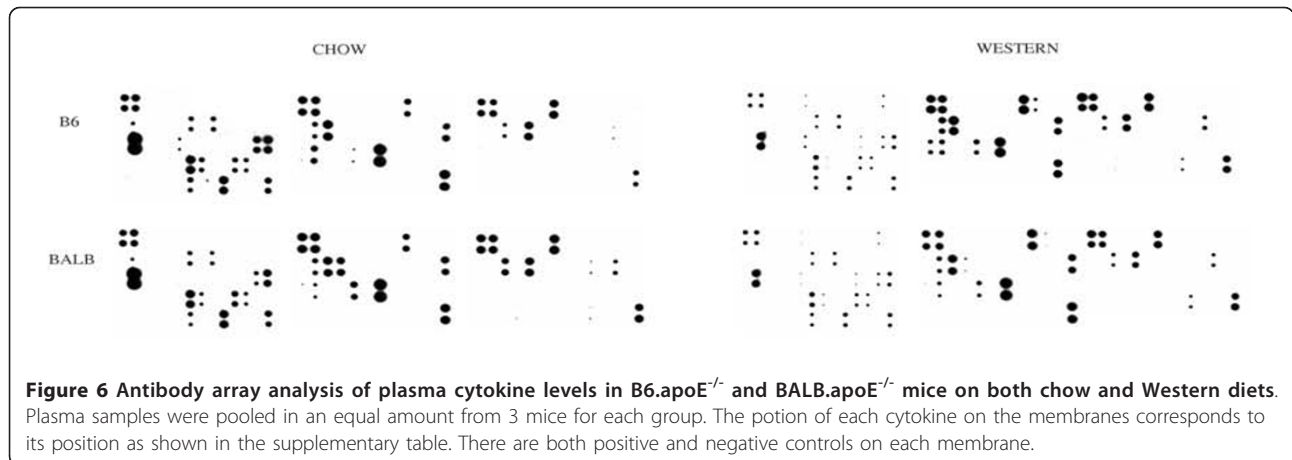 CHOW
WESTERN
B6
BALB
Figure 6 Antibody array analysis of plasma cytokine levels in B6.apoE-/- and BALB.apoE-/- mice on both chow and Western diets.
Plasma samples were pooled in an equal amount from 3 mice for each group. The potion of each cytokine on the membranes corresponds to
its position as shown in the supplementary table. There are both positive and negative controls on each membrane.